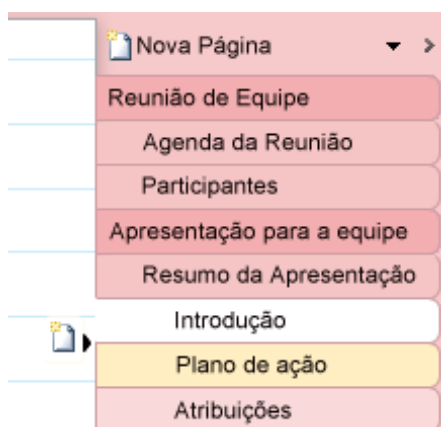 Nova Página
Reunião de Equipe
Agenda da Reunião
Participantes
Apresentação para a equipe
Resumo da Apresentação
Introdução
Plano de ação
Atribuições